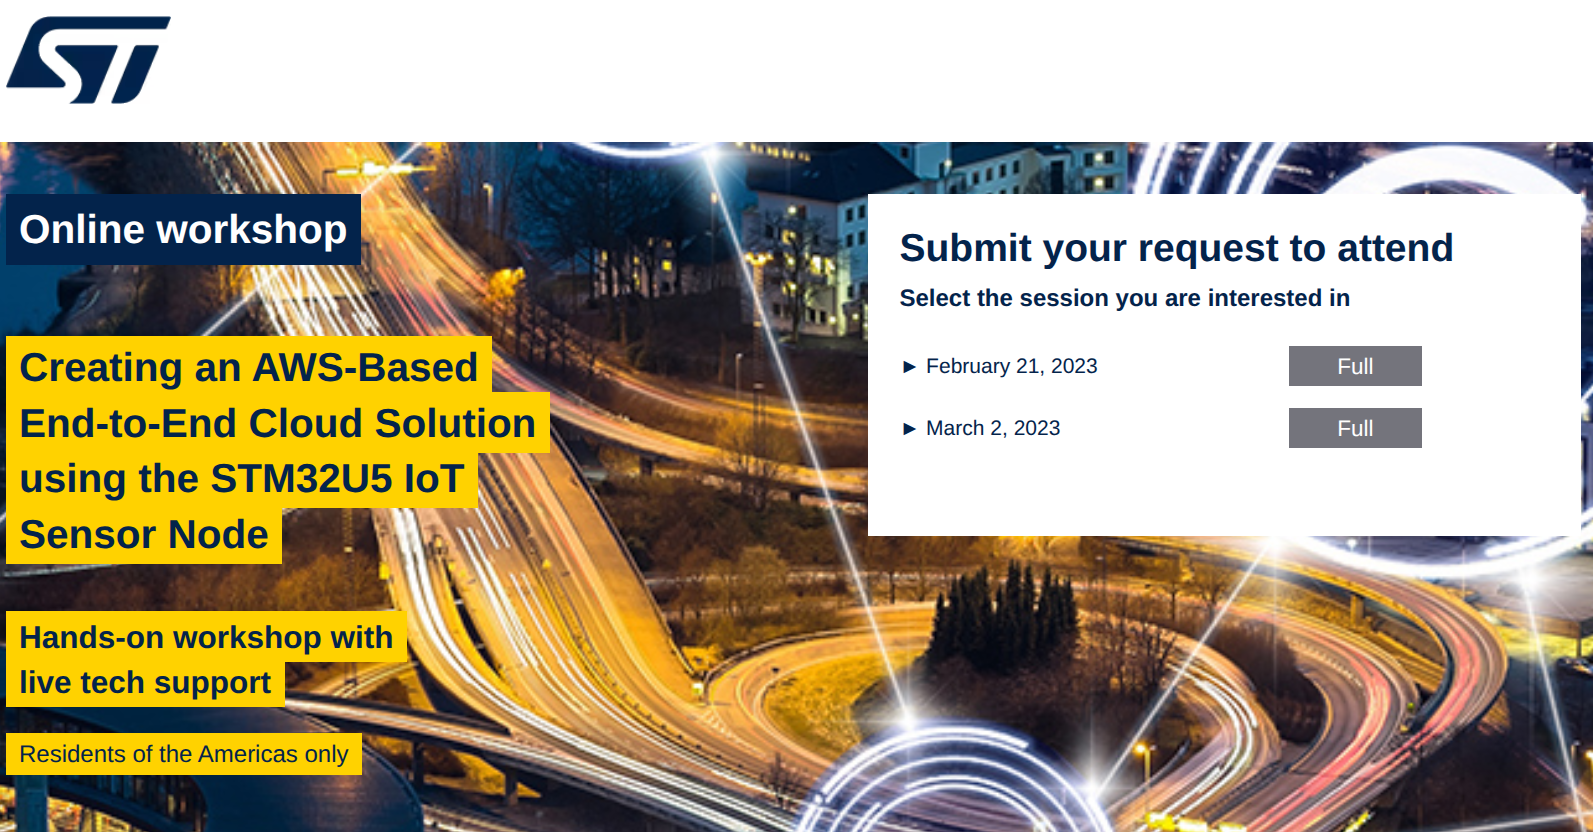 ST
Online workshop
Creating an AWS-Based
End-to-End Cloud Solution
using the STM32U5 IoT
Sensor Node
Hands-on workshop with
live tech support
Residents of the Americas only
Submit your request to attend
Select the session you are interested in
► February 21, 2023 Full
► March 2, 2023 Full